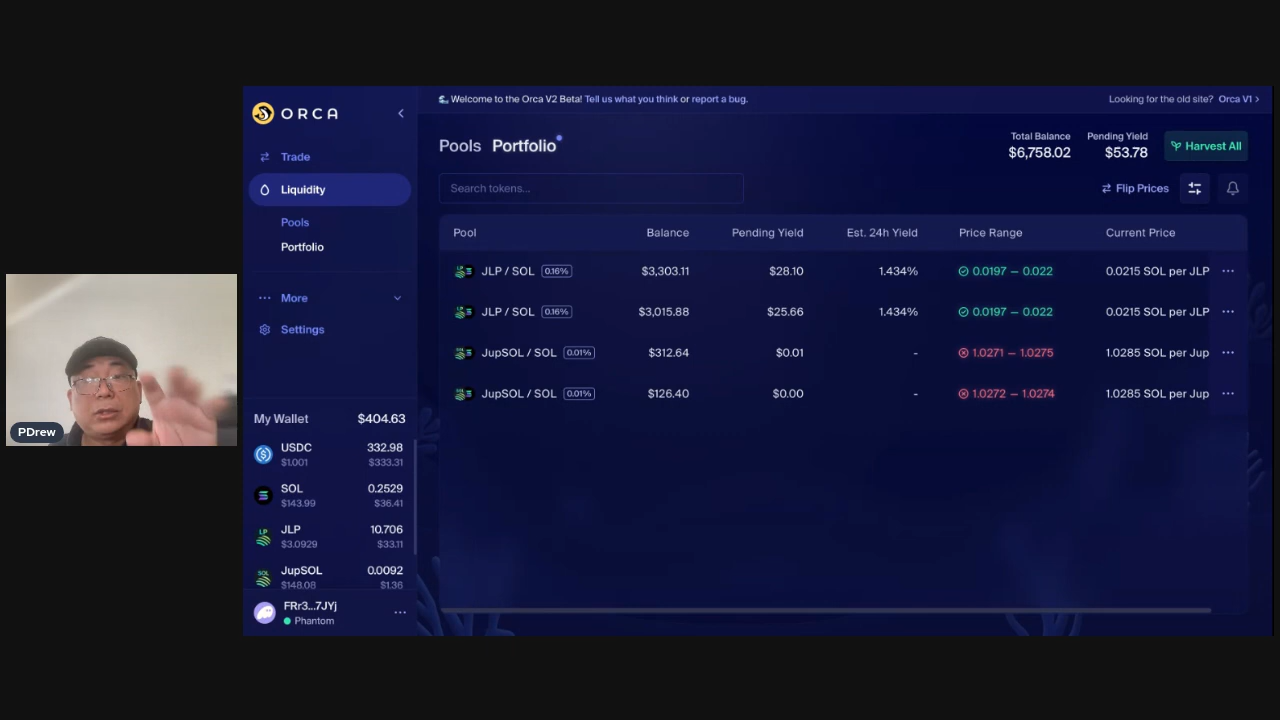 ORCA
Trade
Liquidity
Pools
Portfolio
More
Settings
My Wallet $404.63
USDC 332.98
$1.001 $333.31
SOL 0.2529
$143.99 $36.41
JLP 10.706
$3.0929 $33.11
JupSOL 0.0092
$148.08 $1.36
FRr3...7JYj
Phantom
PDrew
Welcome to the Orca V2 Beta! Tell us what you think or report a bug.
Looking for the old site? Orca V1
Pools Portfolio
Total Balance Pending Yield
$6,758.02 $53.78
Harvest All
Search tokens...
Flip Prices
Pool Balance Pending Yield Est. 24h Yield Price Range Current Price
JLP / SOL 0.16% $3,303.11 $28.10 1.434% 0.0197 — 0.022 0.0215 SOL per JLP
JLP / SOL 0.16% $3,015.88 $25.66 1.434% 0.0197 — 0.022 0.0215 SOL per JLP
JupSOL / SOL 0.01% $312.64 $0.01 - 1.0271 — 1.0275 1.0285 SOL per Jup
JupSOL / SOL 0.01% $126.40 $0.00 - 1.0272 — 1.0274 1.0285 SOL per Jup